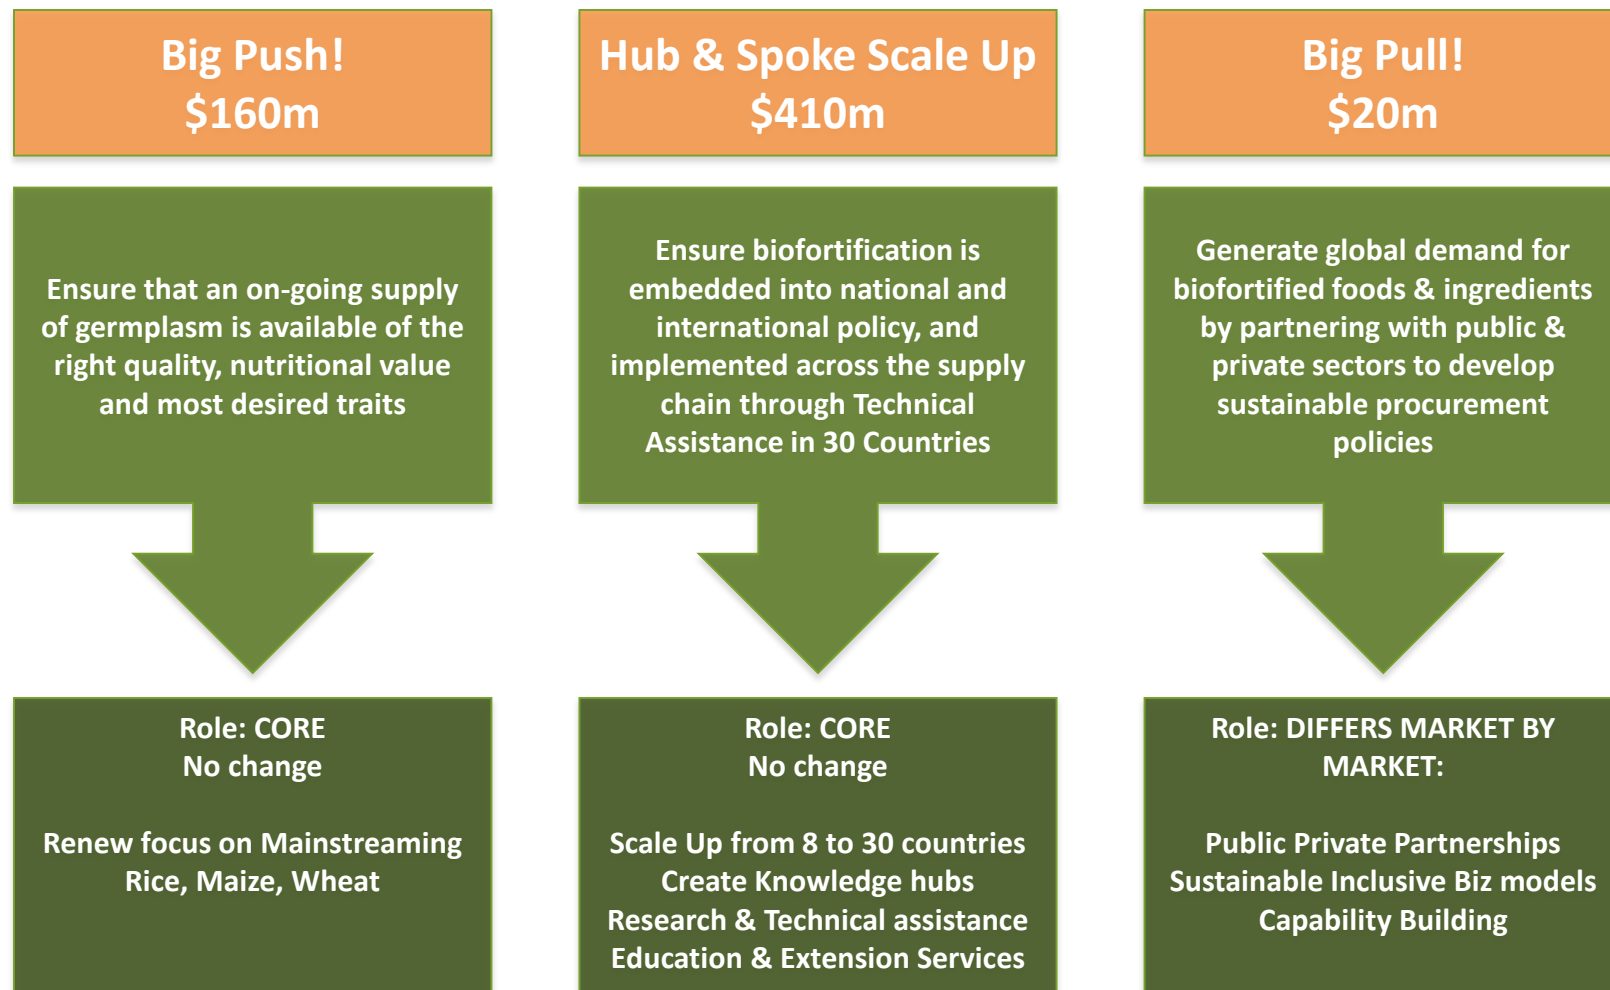 Big Push!
$160m
Ensure that an on-going supply
of germplasm is available of the
right quality, nutritional value
and most desired traits
Role: CORE
No change
Renew focus on Mainstreaming
Rice, Maize, Wheat
Hub & Spoke Scale Up
$410m
Ensure biofortification is
embedded into national and
international policy, and
implemented across the supply
chain through Technical
Assistance in 30 Countries
Role: CORE
No change
Scale Up from 8 to 30 countries
Create Knowledge hubs
Research & Technical assistance
Education & Extension Services
Big Pull!
$20m
Generate global demand for
biofortified foods & ingredients
by partnering with public &
private sectors to develop
sustainable procurement
policies
Role: DIFFERS MARKET BY
MARKET:
Public Private Partnerships
Sustainable Inclusive Biz models
Capability Building